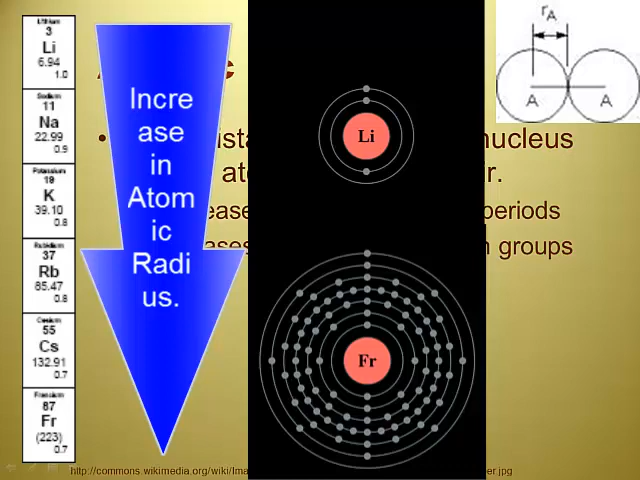 Lithium
3
Li
6.94
1.0
Sodium
11
Na
22.99
0.9
Potassium
19
K
39.10
0.8
Rubidium
37
Rb
85.47
0.8
Cesium
55
Cs
132.91
0.7
Francium
87
Fr
(223)
0.7
Incre
ase
in
Atom
ic
Radi
us.
Li
Fr
rA
A
A
nucleus
r.
periods
groups
http://commons.wikimedia.org/wiki/Ima
er.jpg